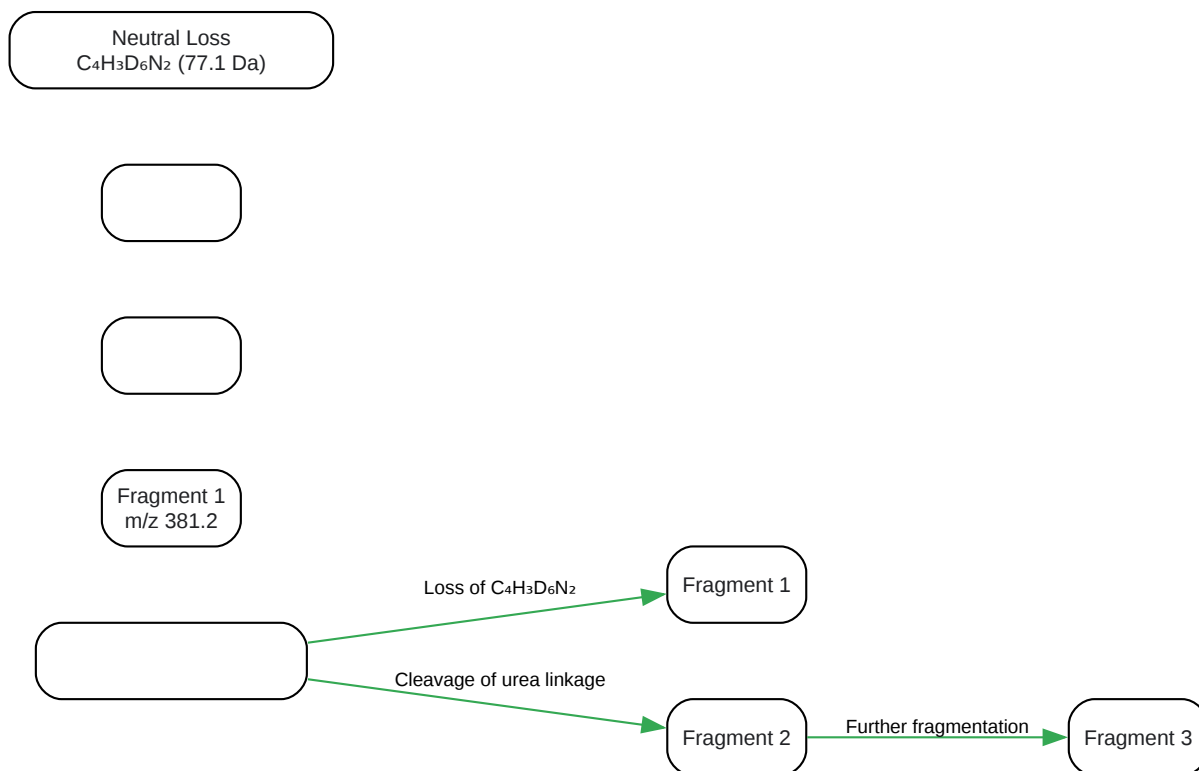 Neutral Loss
C₄H₃D₆N₂ (77.1 Da)
Fragment 1
m/z 381.2
Loss of C₄H₃D₆N₂
Fragment 1
Cleavage of urea linkage
Fragment 2
Further fragmentation
Fragment 3